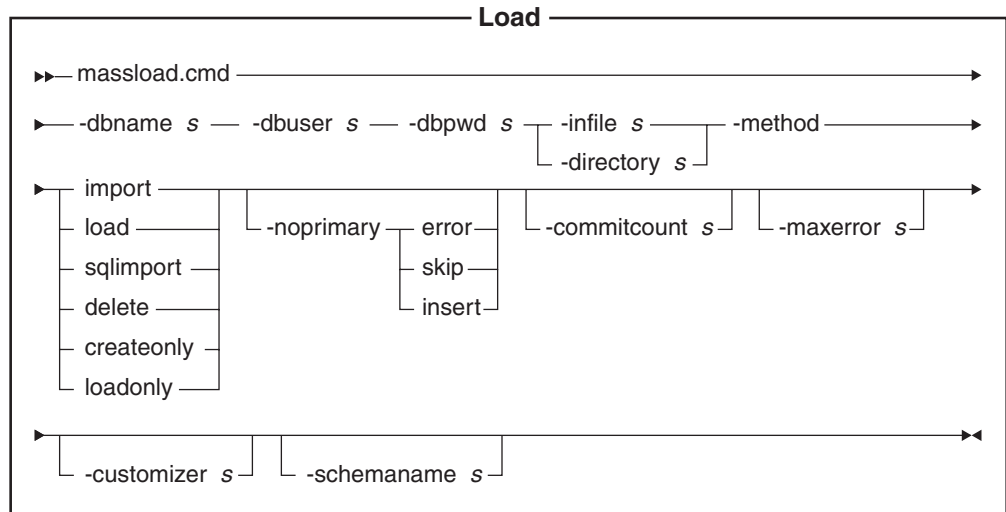 Load
massload.cmd
-dbname s -dbuser s -dbpwd s -infile s -method
-directory s
import
load -noprimary error -commitcount s -maxerror s
sqlimport skip
delete insert
createonly
loadonly
-customizer s -schemaname s